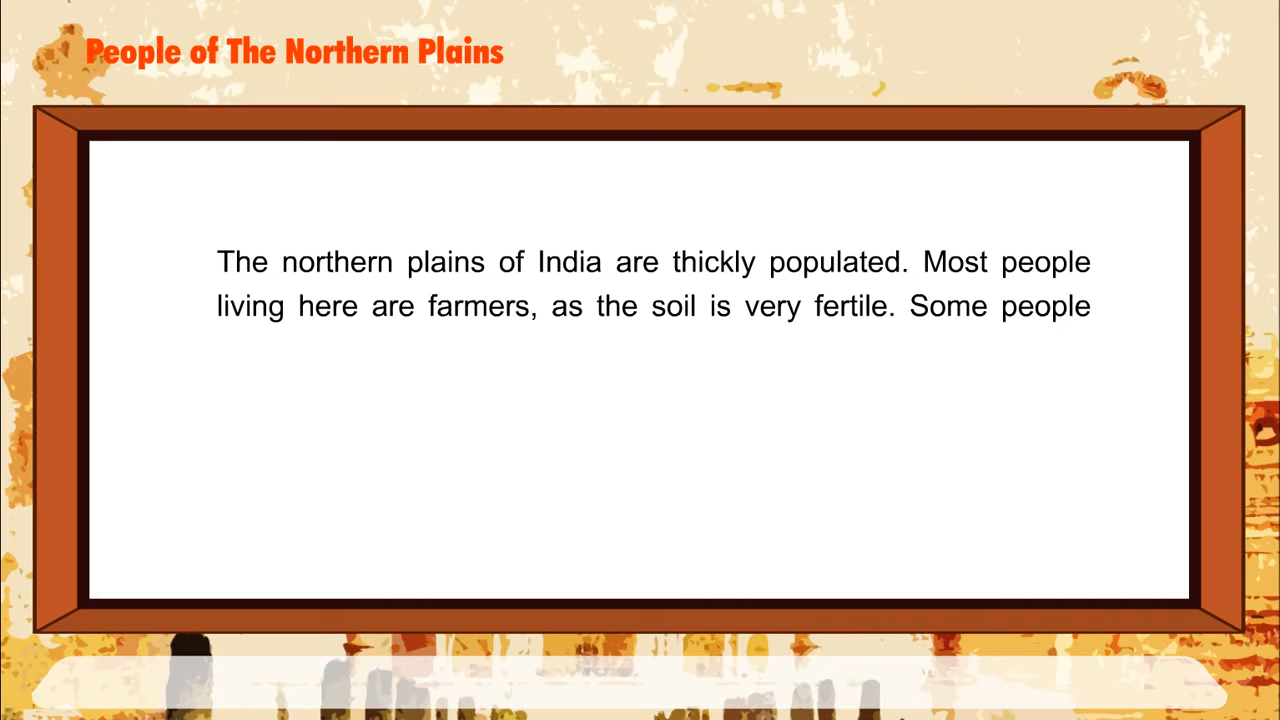 People of The Northern Plains
The northern plains of India are thickly populated. Most people
living here are farmers, as the soil is very fertile. Some people